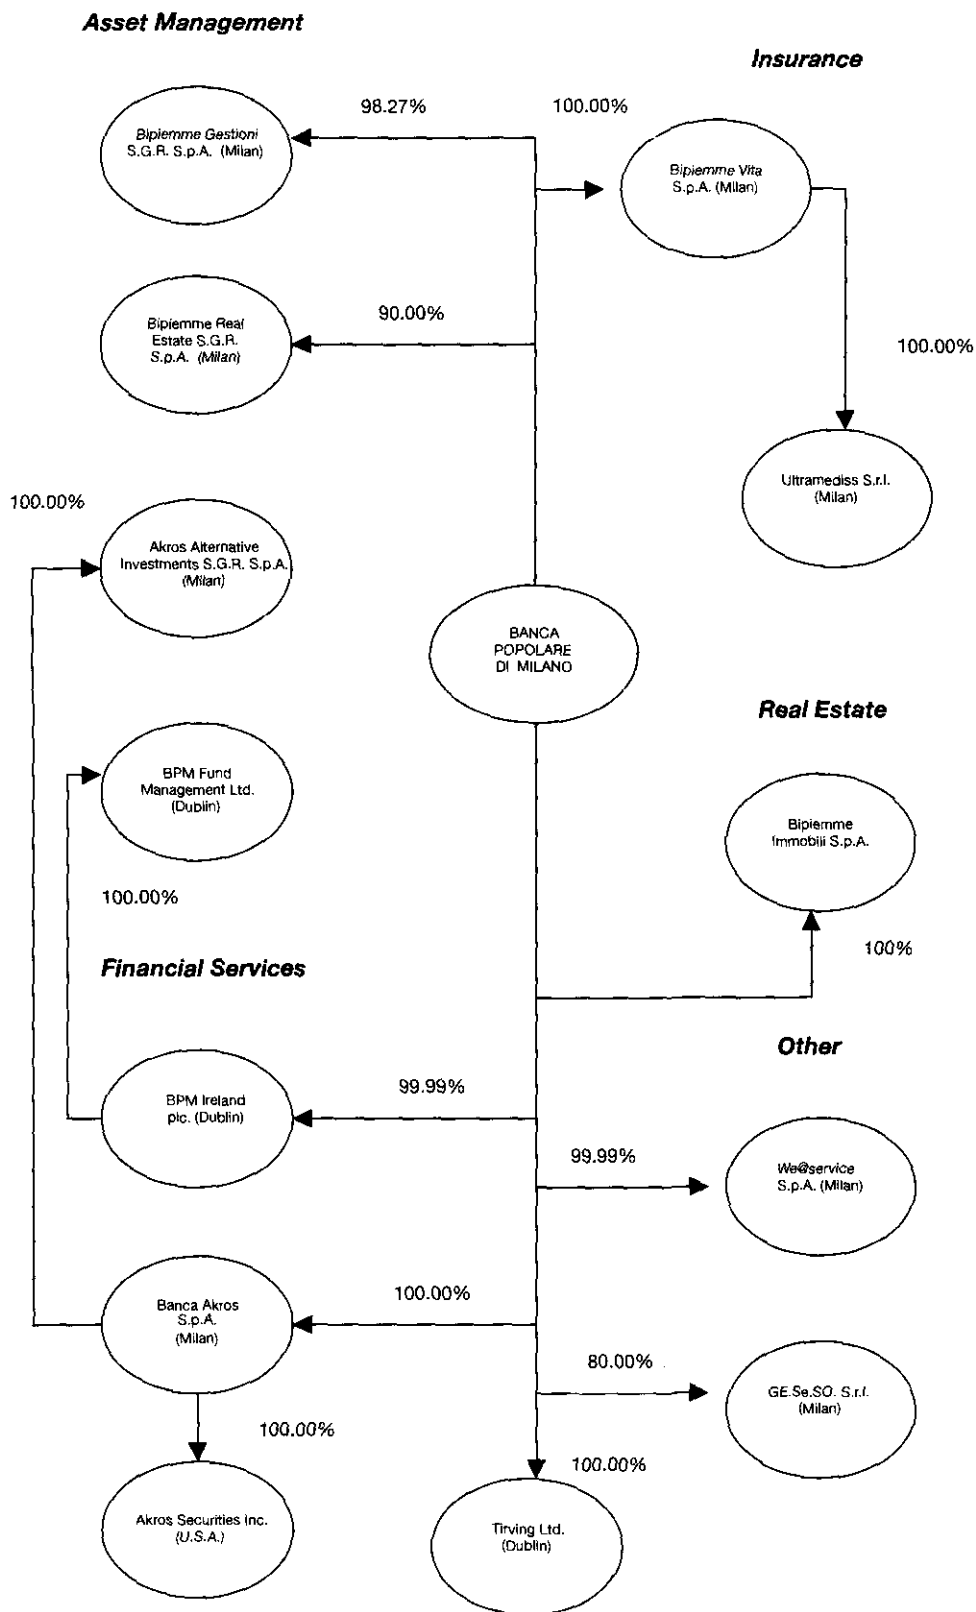 Asset Management
Insurance
98.27%
100.00%
Bipiemme Gestioni
S.G.R. S.p.A. (Milan)
Bipiemme Vita
S.p.A. (Milan)
90.00%
Bipiemme Real
Estate S.G.R.
S.p.A. (Milan)
100.00%
Ultramediss S.r.l.
(Milan)
100.00%
Akros Alternative
Investments S.G.R. S.p.A.
(Milan)
BANCA
POPOLARE
DI MILANO
Real Estate
BPM Fund
Management Ltd.
(Dublin)
Bipiemme
Immobili S.p.A.
100.00%
100%
Financial Services
Other
99.99%
BPM Ireland
plc. (Dublin)
99.99%
We@service
S.p.A. (Milan)
100.00%
Banca Akros
S.p.A.
(Milan)
80.00%
GE.Se.SO. S.r.l.
(Milan)
100.00%
100.00%
Akros Securities Inc.
(U.S.A.)
Tirving Ltd.
(Dublin)